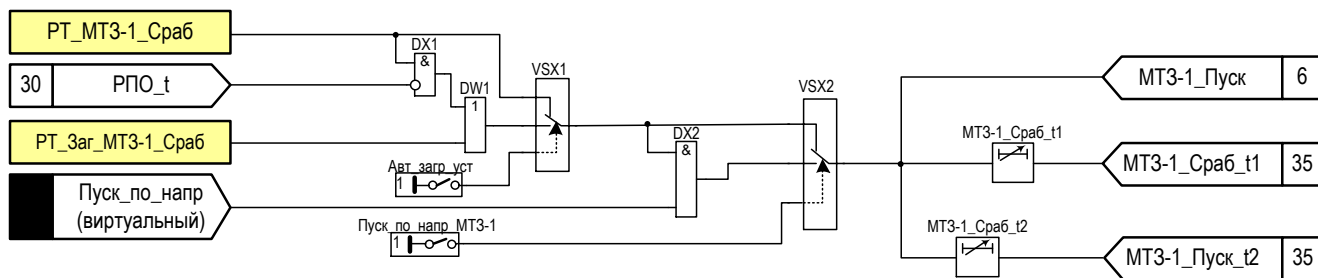 РТ_МТЗ-1_Сраб
30 РПО_t
РТ_Заг_МТЗ-1_Сраб
Пуск_по_напр
(виртуальный)
DX1
&
DW1
1
VSX1
Авт_загр_уст
1
Пуск_по_напр_МТЗ-1
1
DX2
&
VSX2
МТЗ-1_Пуск 6
МТЗ-1_Сраб_t1
МТЗ-1_Сраб_t1 35
МТЗ-1_Сраб_t2
МТЗ-1_Пуск_t2 35